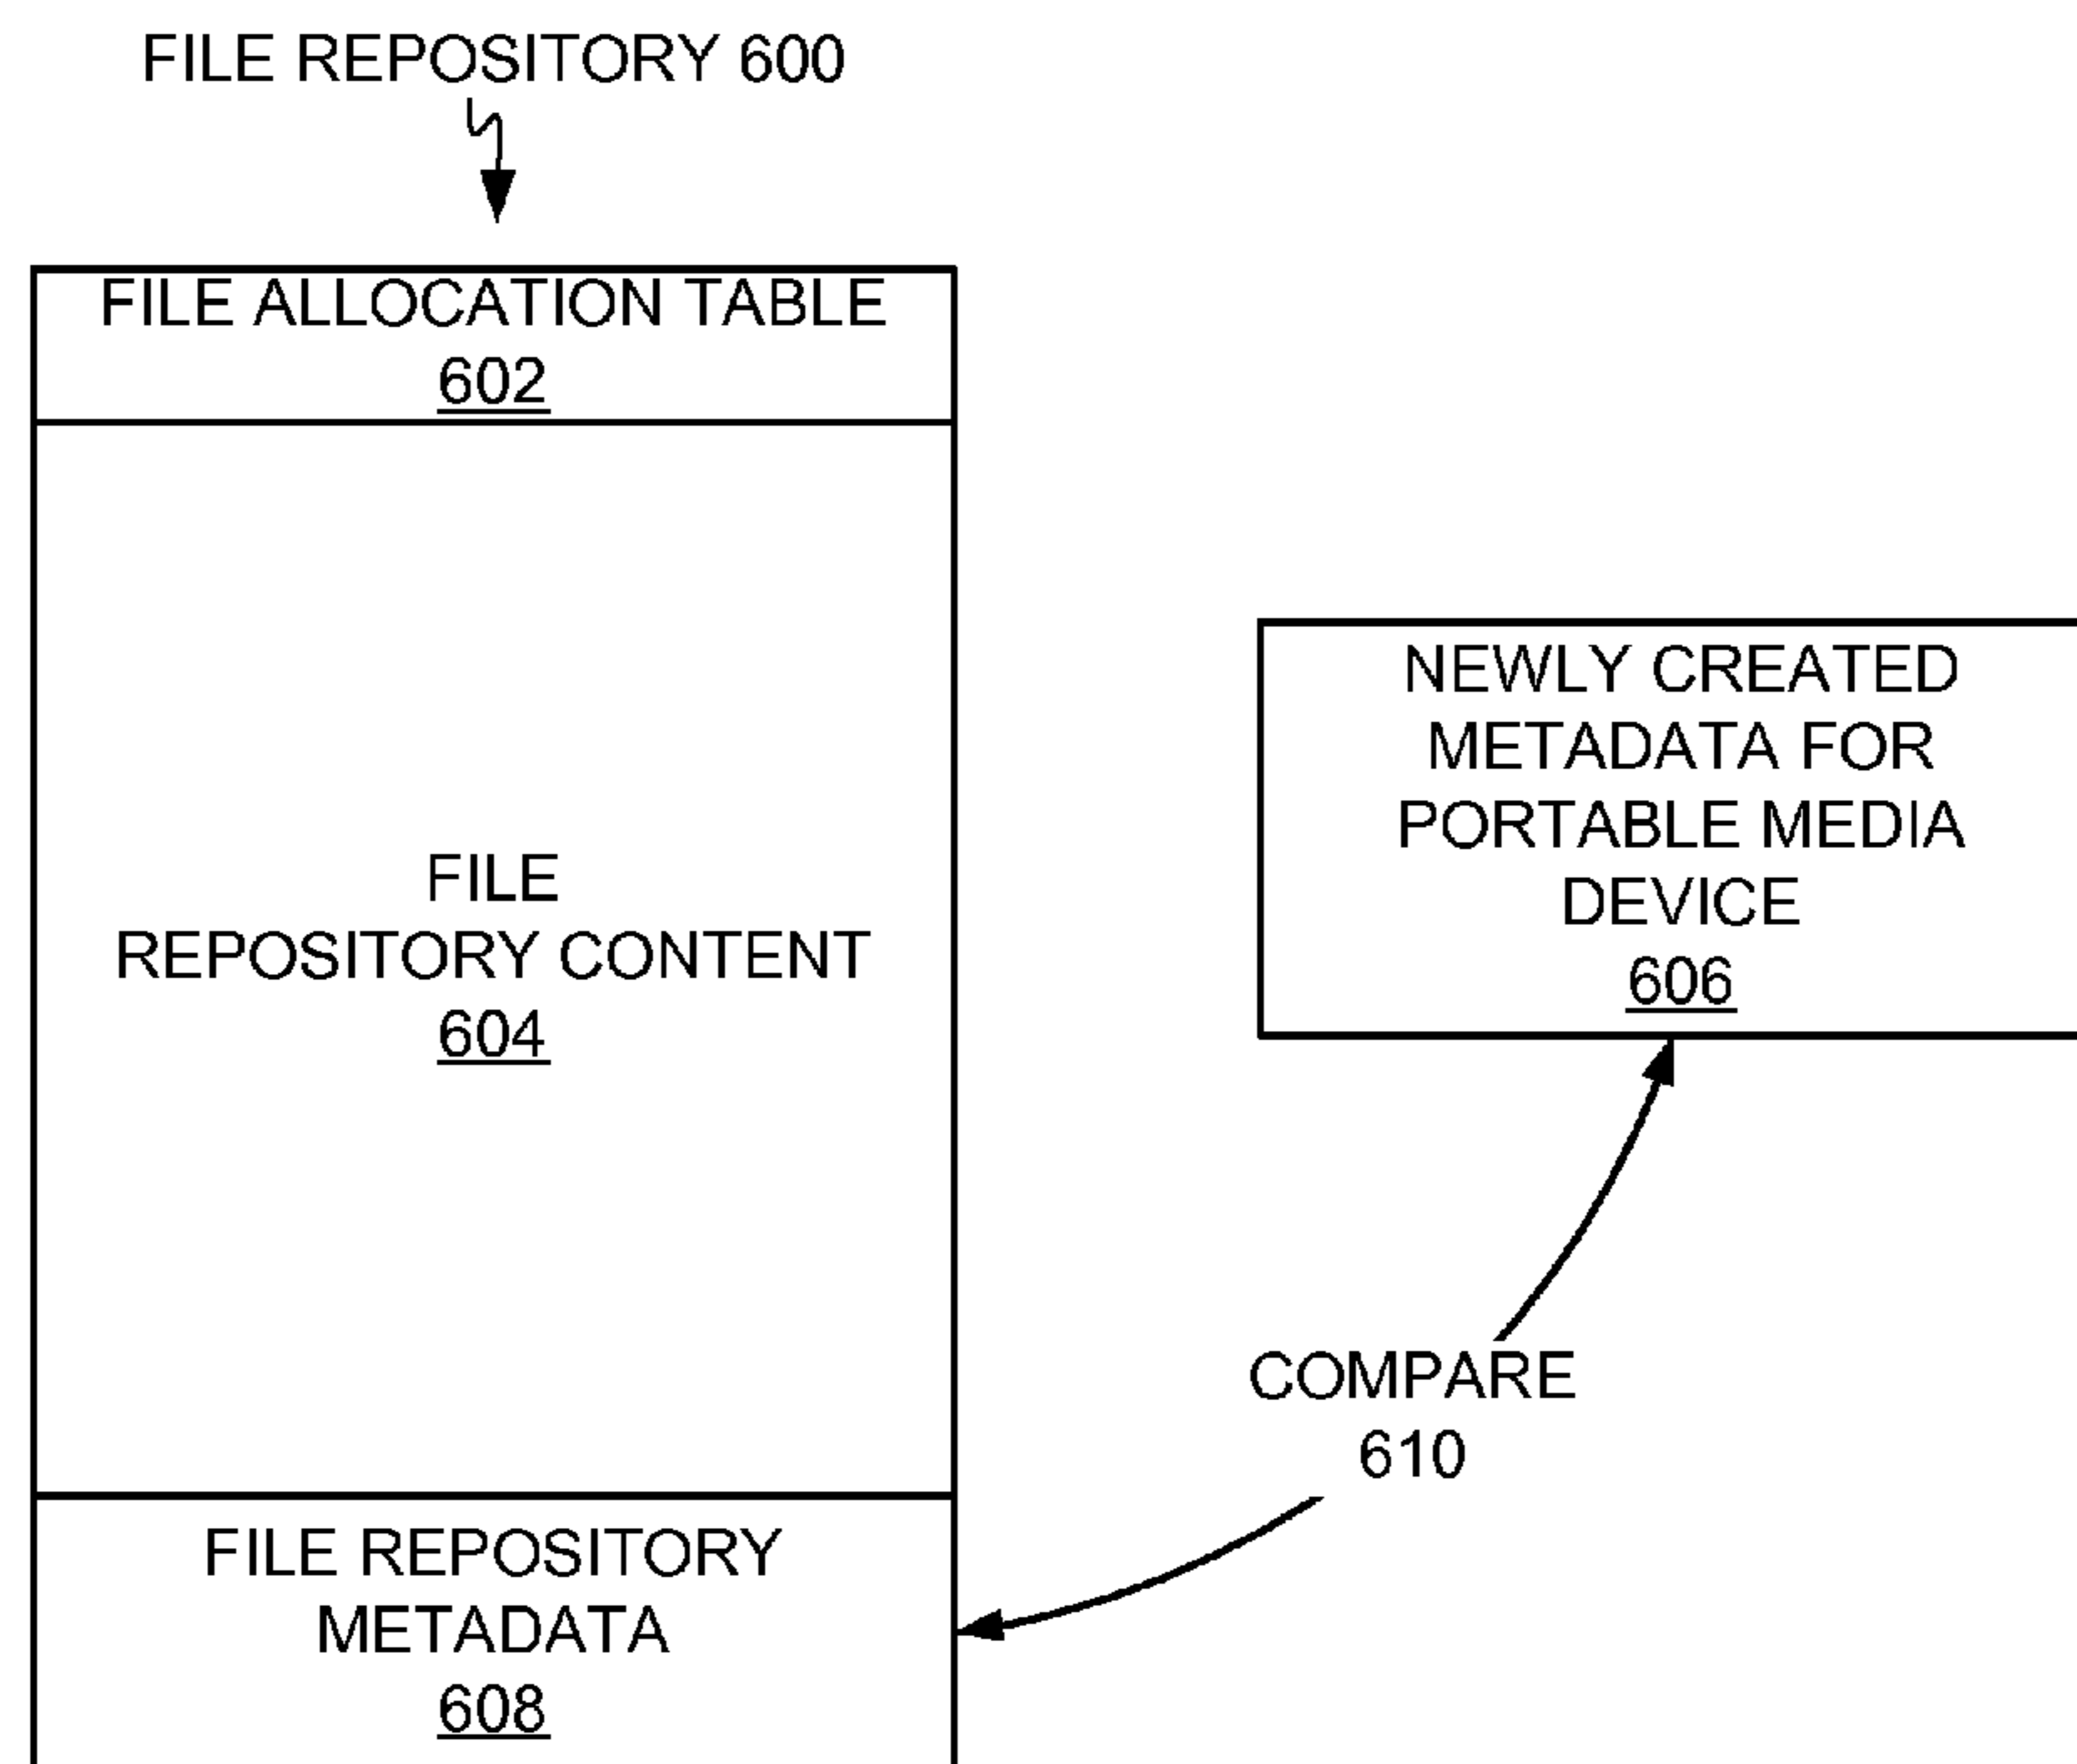 FILE REPOSITORY 600
FILE ALLOCATION TABLE
602
FILE
REPOSITORY CONTENT
604
NEWLY CREATED
METADATA FOR
PORTABLE MEDIA
DEVICE
606
COMPARE
610
FILE REPOSITORY
METADATA
608